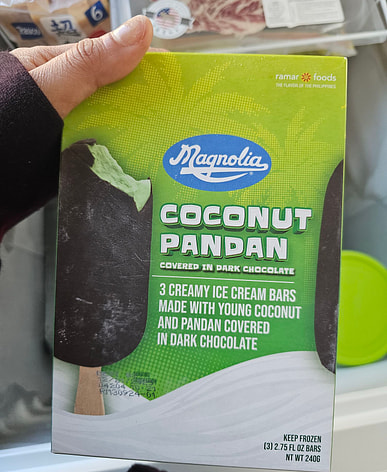 ramar foods
THE FLAVOR OF THE PHILIPPINES
Magnolia
COCONUT
PANDAN
COVERED IN DARK CHOCOLATE
3 CREAMY ICE CREAM BARS
MADE WITH YOUNG COCONUT
AND PANDAN COVERED
IN DARK CHOCOLATE
KEEP FROZEN
(3) 2.75 FL OZ BARS
NT WT 240G